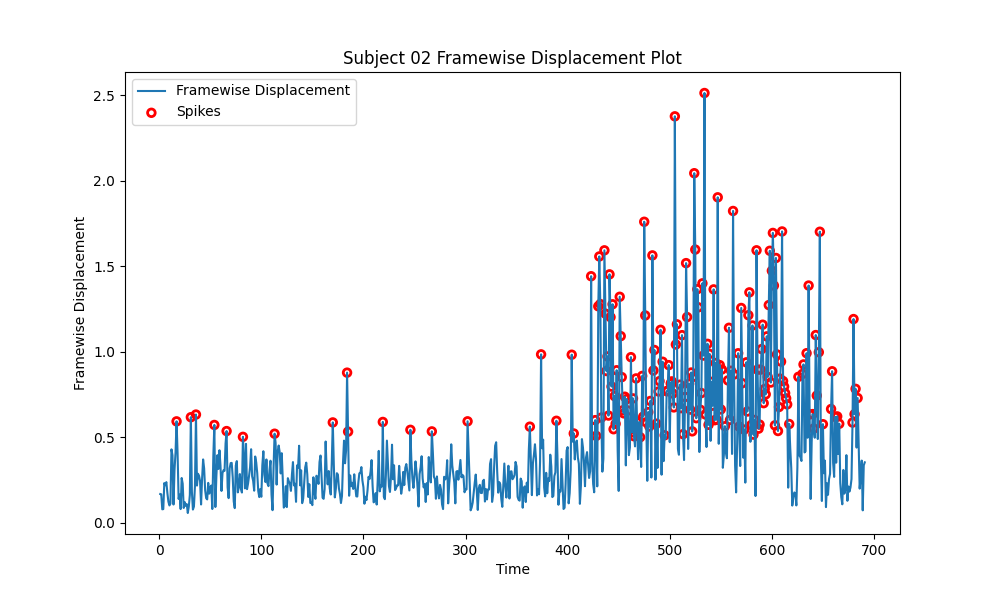 Subject 02 Framewise Displacement Plot
Framewise Displacement
Spikes
Framewise Displacement
2.5
2.0
1.5
1.0
0.5
0.0
0 100 200 300 400 500 600 700
Time